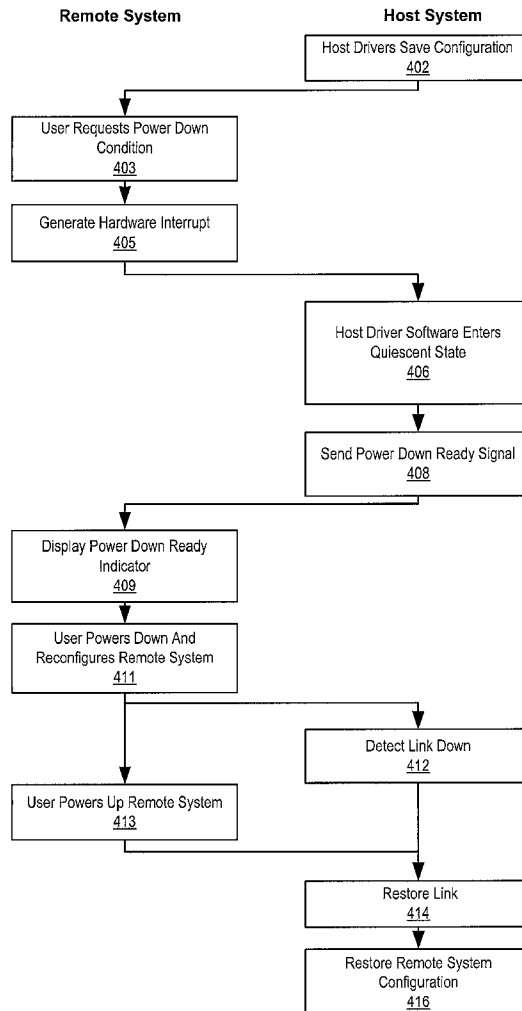 Remote System
Host System
Host Drivers Save Configuration
402
User Requests Power Down
Condition
403
Generate Hardware Interrupt
405
Host Driver Software Enters
Quiescent State
406
Send Power Down Ready Signal
408
Display Power Down Ready
Indicator
409
User Powers Down And
Reconfigures Remote System
411
Detect Link Down
412
User Powers Up Remote System
413
Restore Link
414
Restore Remote System
Configuration
416